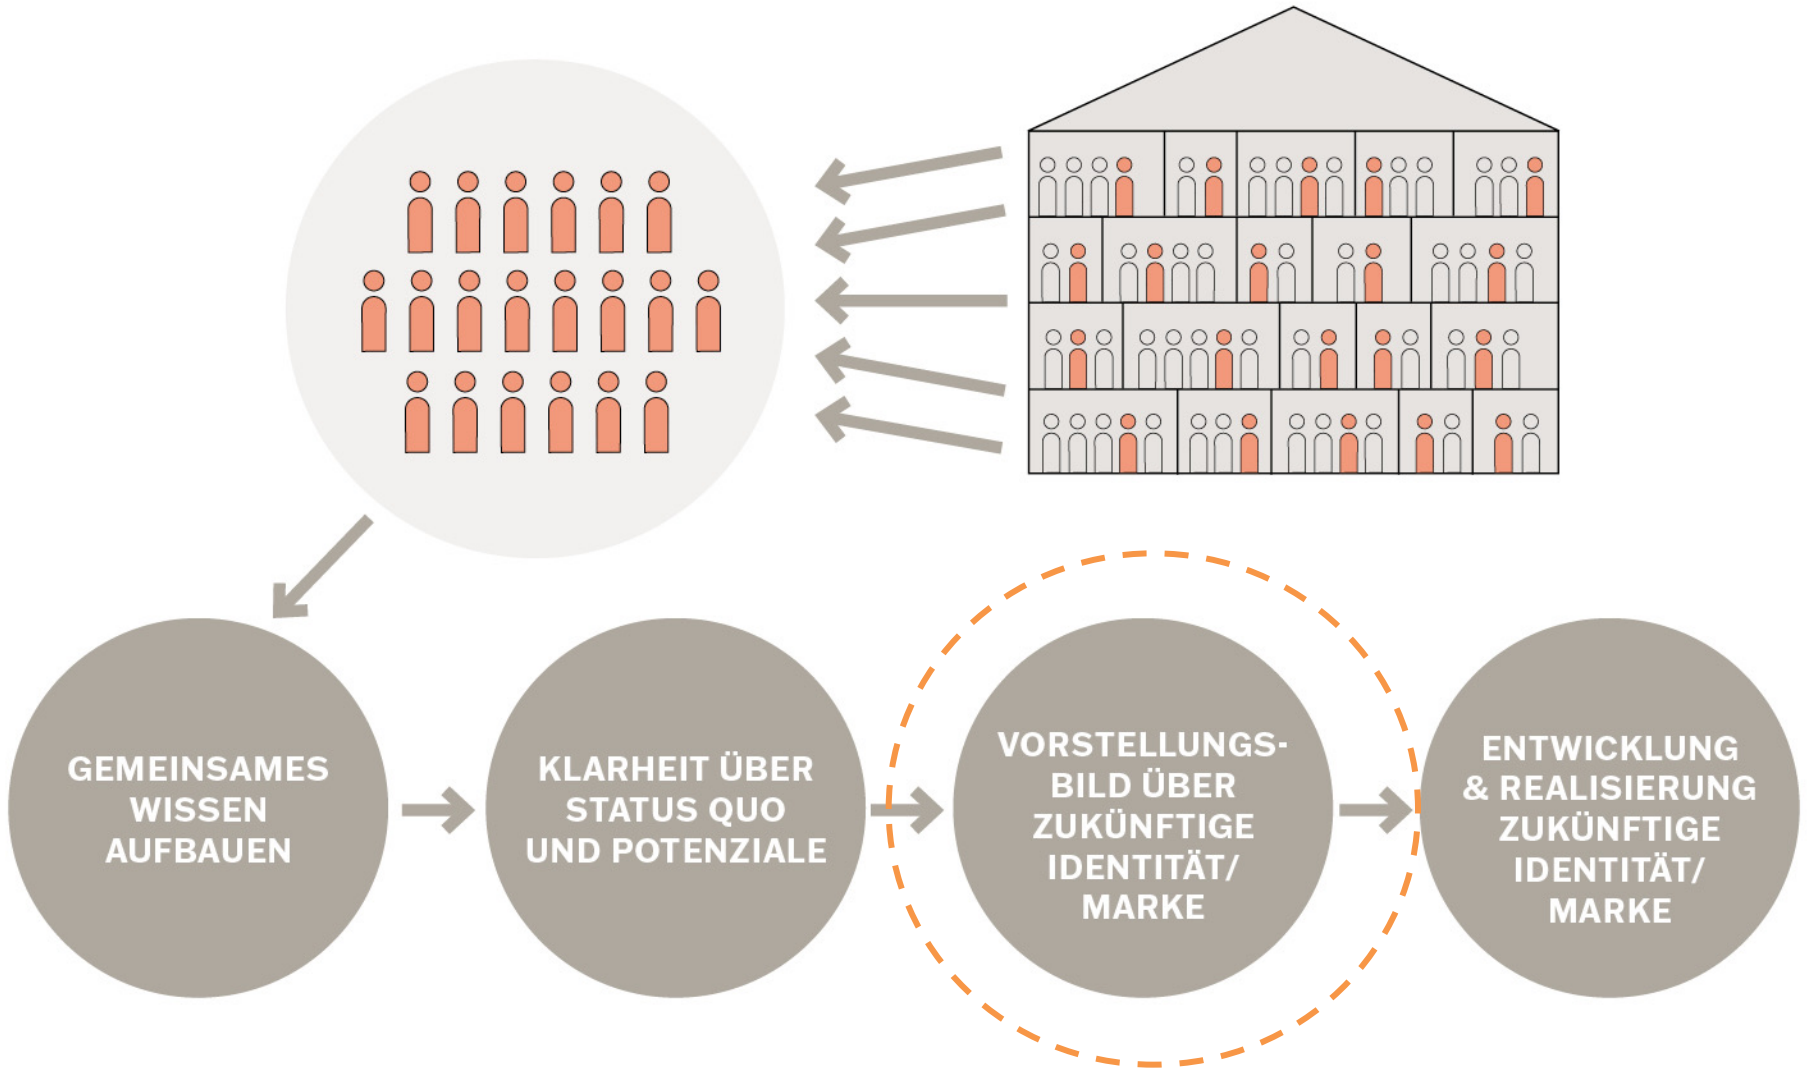 GEMEINSAMES
WISSEN
AUFBAUEN
KLARHEIT ÜBER
STATUS QUO
UND POTENZIALE
VORSTELLUNGS-
BILD ÜBER
ZUKÜNFTIGE
IDENTITÄT/
MARKE
ENTWICKLUNG
& REALISIERUNG
ZUKÜNFTIGE
IDENTITÄT/
MARKE